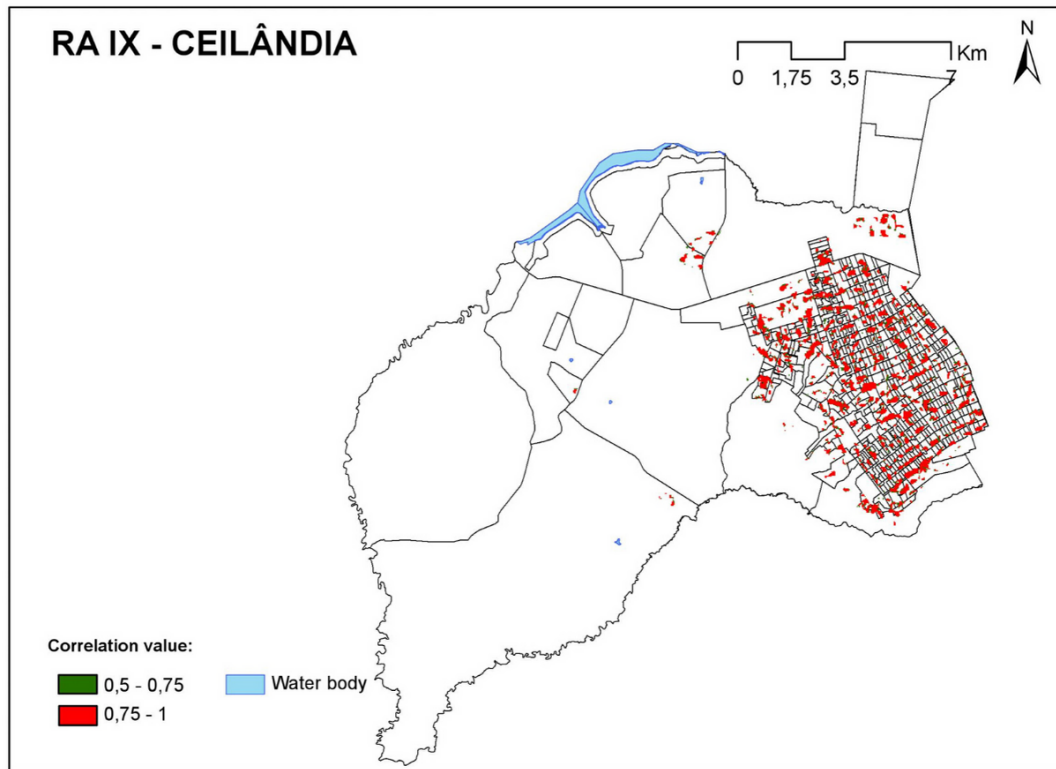 RA IX - CEILÂNDIA
N
Km
0 1,75 3,5 7
Correlation value:
0,5 - 0,75
Water body
0,75 - 1